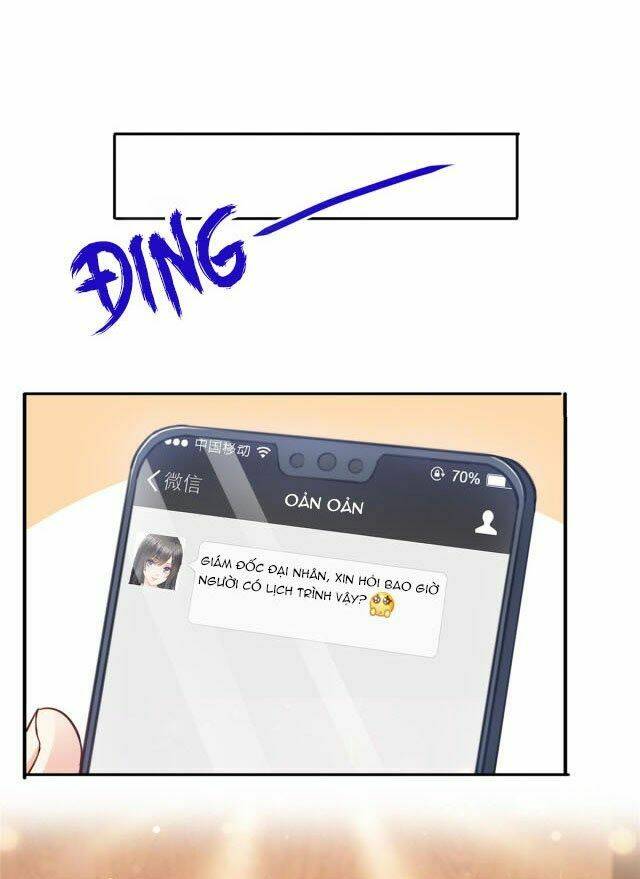 ĐING
中国移动
70%
微信
OẢN OẢN
GIÁM ĐỐC ĐẠI NHÂN, XIN HỎI BAO GIỜ
NGƯỜI CÓ LỊCH TRÌNH VẬY?